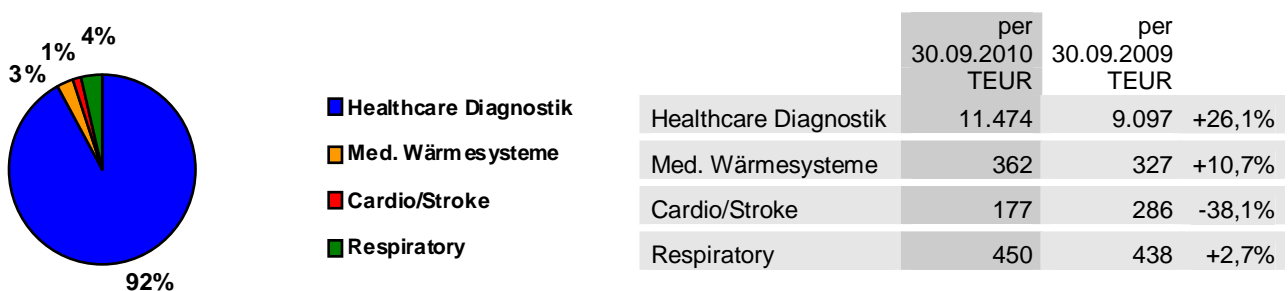 4%
1%
3%
92%
Healthcare Diagnostik
Med. Wärmesysteme
Cardio/Stroke
Respiratory
per per
30.09.2010 30.09.2009
TEUR TEUR
Healthcare Diagnostik 11.474 9.097 +26,1%
Med. Wärmesysteme 362 327 +10,7%
Cardio/Stroke 177 286 -38,1%
Respiratory 450 438 +2,7%